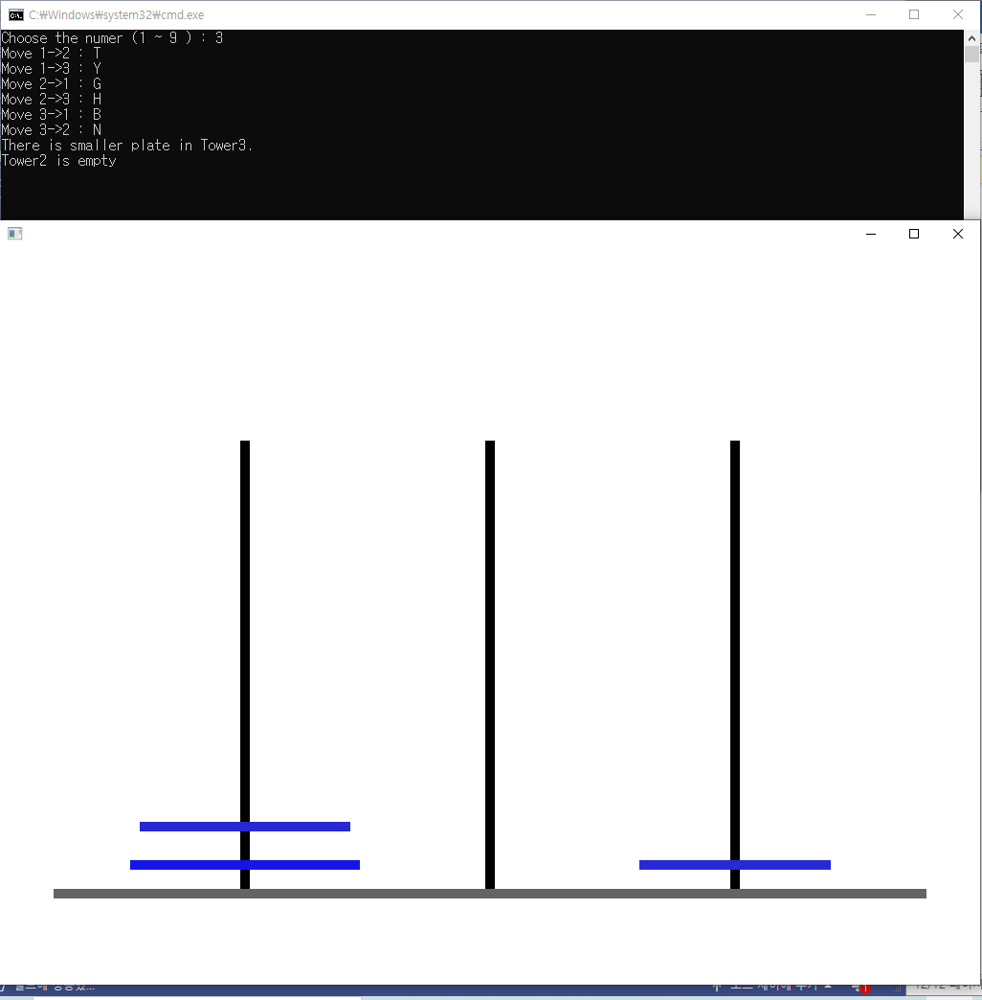 C:₩Windows₩system32₩cmd.exe
Choose the numer (1 ~ 9 ) : 3
Move 1->2 : T
Move 1->3 : Y
Move 2->1 : G
Move 2->3 : H
Move 3->1 : B
Move 3->2 : N
There is smaller plate in Tower3.
Tower2 is empty